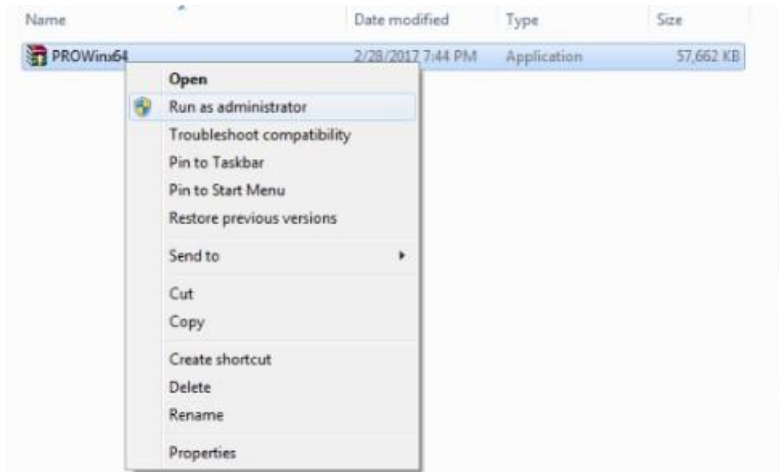 Name Date modified Type Size
PROWinx64 2/28/2017 7:44 PM Application 57,662 KB
Open
Run as administrator
Troubleshoot compatibility
Pin to Taskbar
Pin to Start Menu
Restore previous versions
Send to
Cut
Copy
Create shortcut
Delete
Rename
Properties